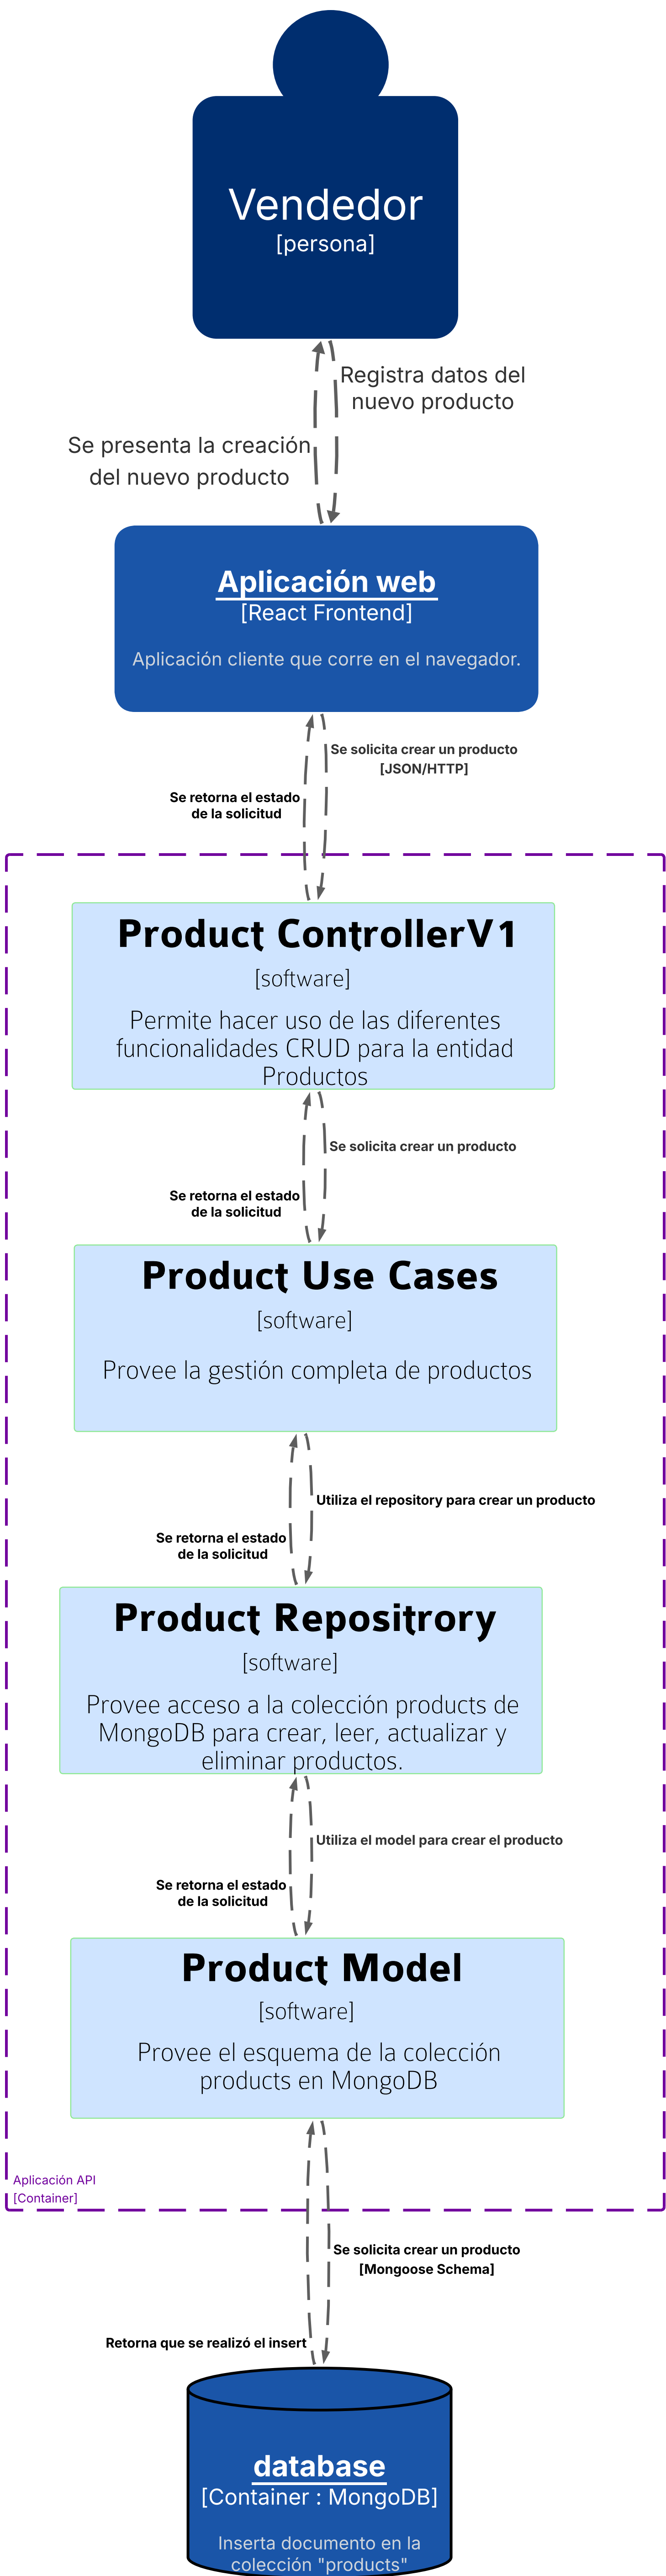 Vendedor
[persona]
Registra datos del
nuevo producto
Se presenta la creación
del nuevo producto
Aplicación web
[React Frontend]
Aplicación cliente que corre en el navegador.
Se solicita crear un producto
[JSON/HTTP]
Se retorna el estado
de la solicitud
Product ControllerV1
[software]
Permite hacer uso de las diferentes
funcionalidades CRUD para la entidad
Productos
Se solicita crear un producto
Se retorna el estado
de la solicitud
Product Use Cases
[software]
Provee la gestión completa de productos
Utiliza el repository para crear un producto
Se retorna el estado
de la solicitud
Product Repositrory
[software]
Provee acceso a la colección products de
MongoDB para crear, leer, actualizar y
eliminar productos.
Utiliza el model para crear el producto
Se retorna el estado
de la solicitud
Product Model
[software]
Provee el esquema de la colección
products en MongoDB
Aplicación API
[Container]
Se solicita crear un producto
[Mongoose Schema]
Retorna que se realizó el insert
database
[Container : MongoDB]
Inserta documento en la
colección "products"